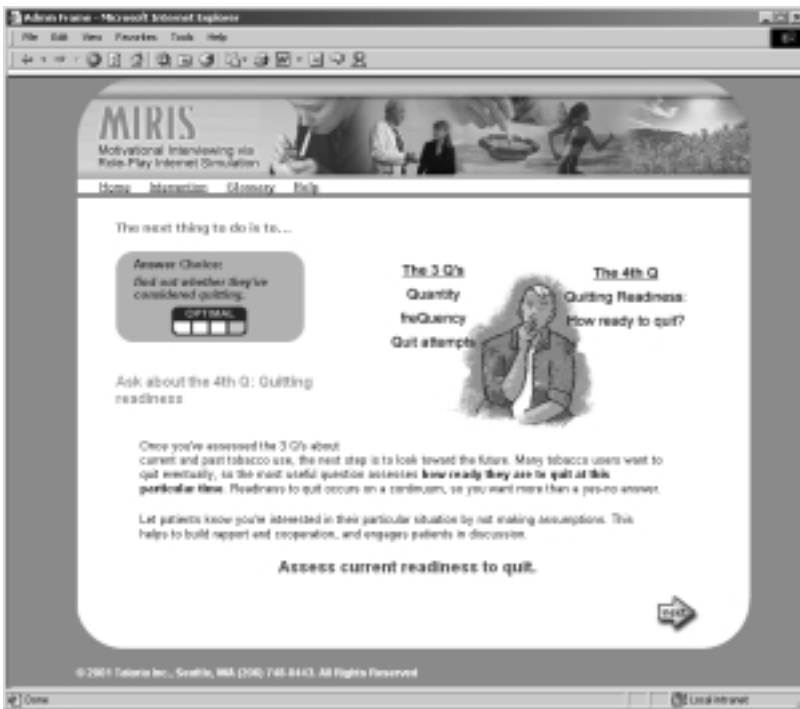 Admin Frame - Microsoft Internet Explorer
File Edit View Favorites Tools Help
MIRIS
Motivational Interviewing via
Role-Play Internet Simulation
Home Interaction Glossary Help
The next thing to do is to...
Answer Choice:
find out whether they've
considered quitting.
OPTIMAL
The 3 Q's
Quantity
freQuency
Quit attempts
The 4th Q
Quitting Readiness:
How ready to quit?
Ask about the 4th Q: Quitting
readiness
Once you've assessed the 3 Q's about
current and past tobacco use, the next step is to look toward the future. Many tobacco users want to
quit eventually, so the most useful question assesses how ready they are to quit at this
particular time. Readiness to quit occurs on a continuum, so you want more than a yes-no answer.
Let patients know you're interested in their particular situation by not making assumptions. This
helps to build rapport and cooperation, and engages patients in discussion.
Assess current readiness to quit.
next
© 2001 Talaria Inc., Seattle, WA (206) 748-0443. All Rights Reserved
Done
Local intranet